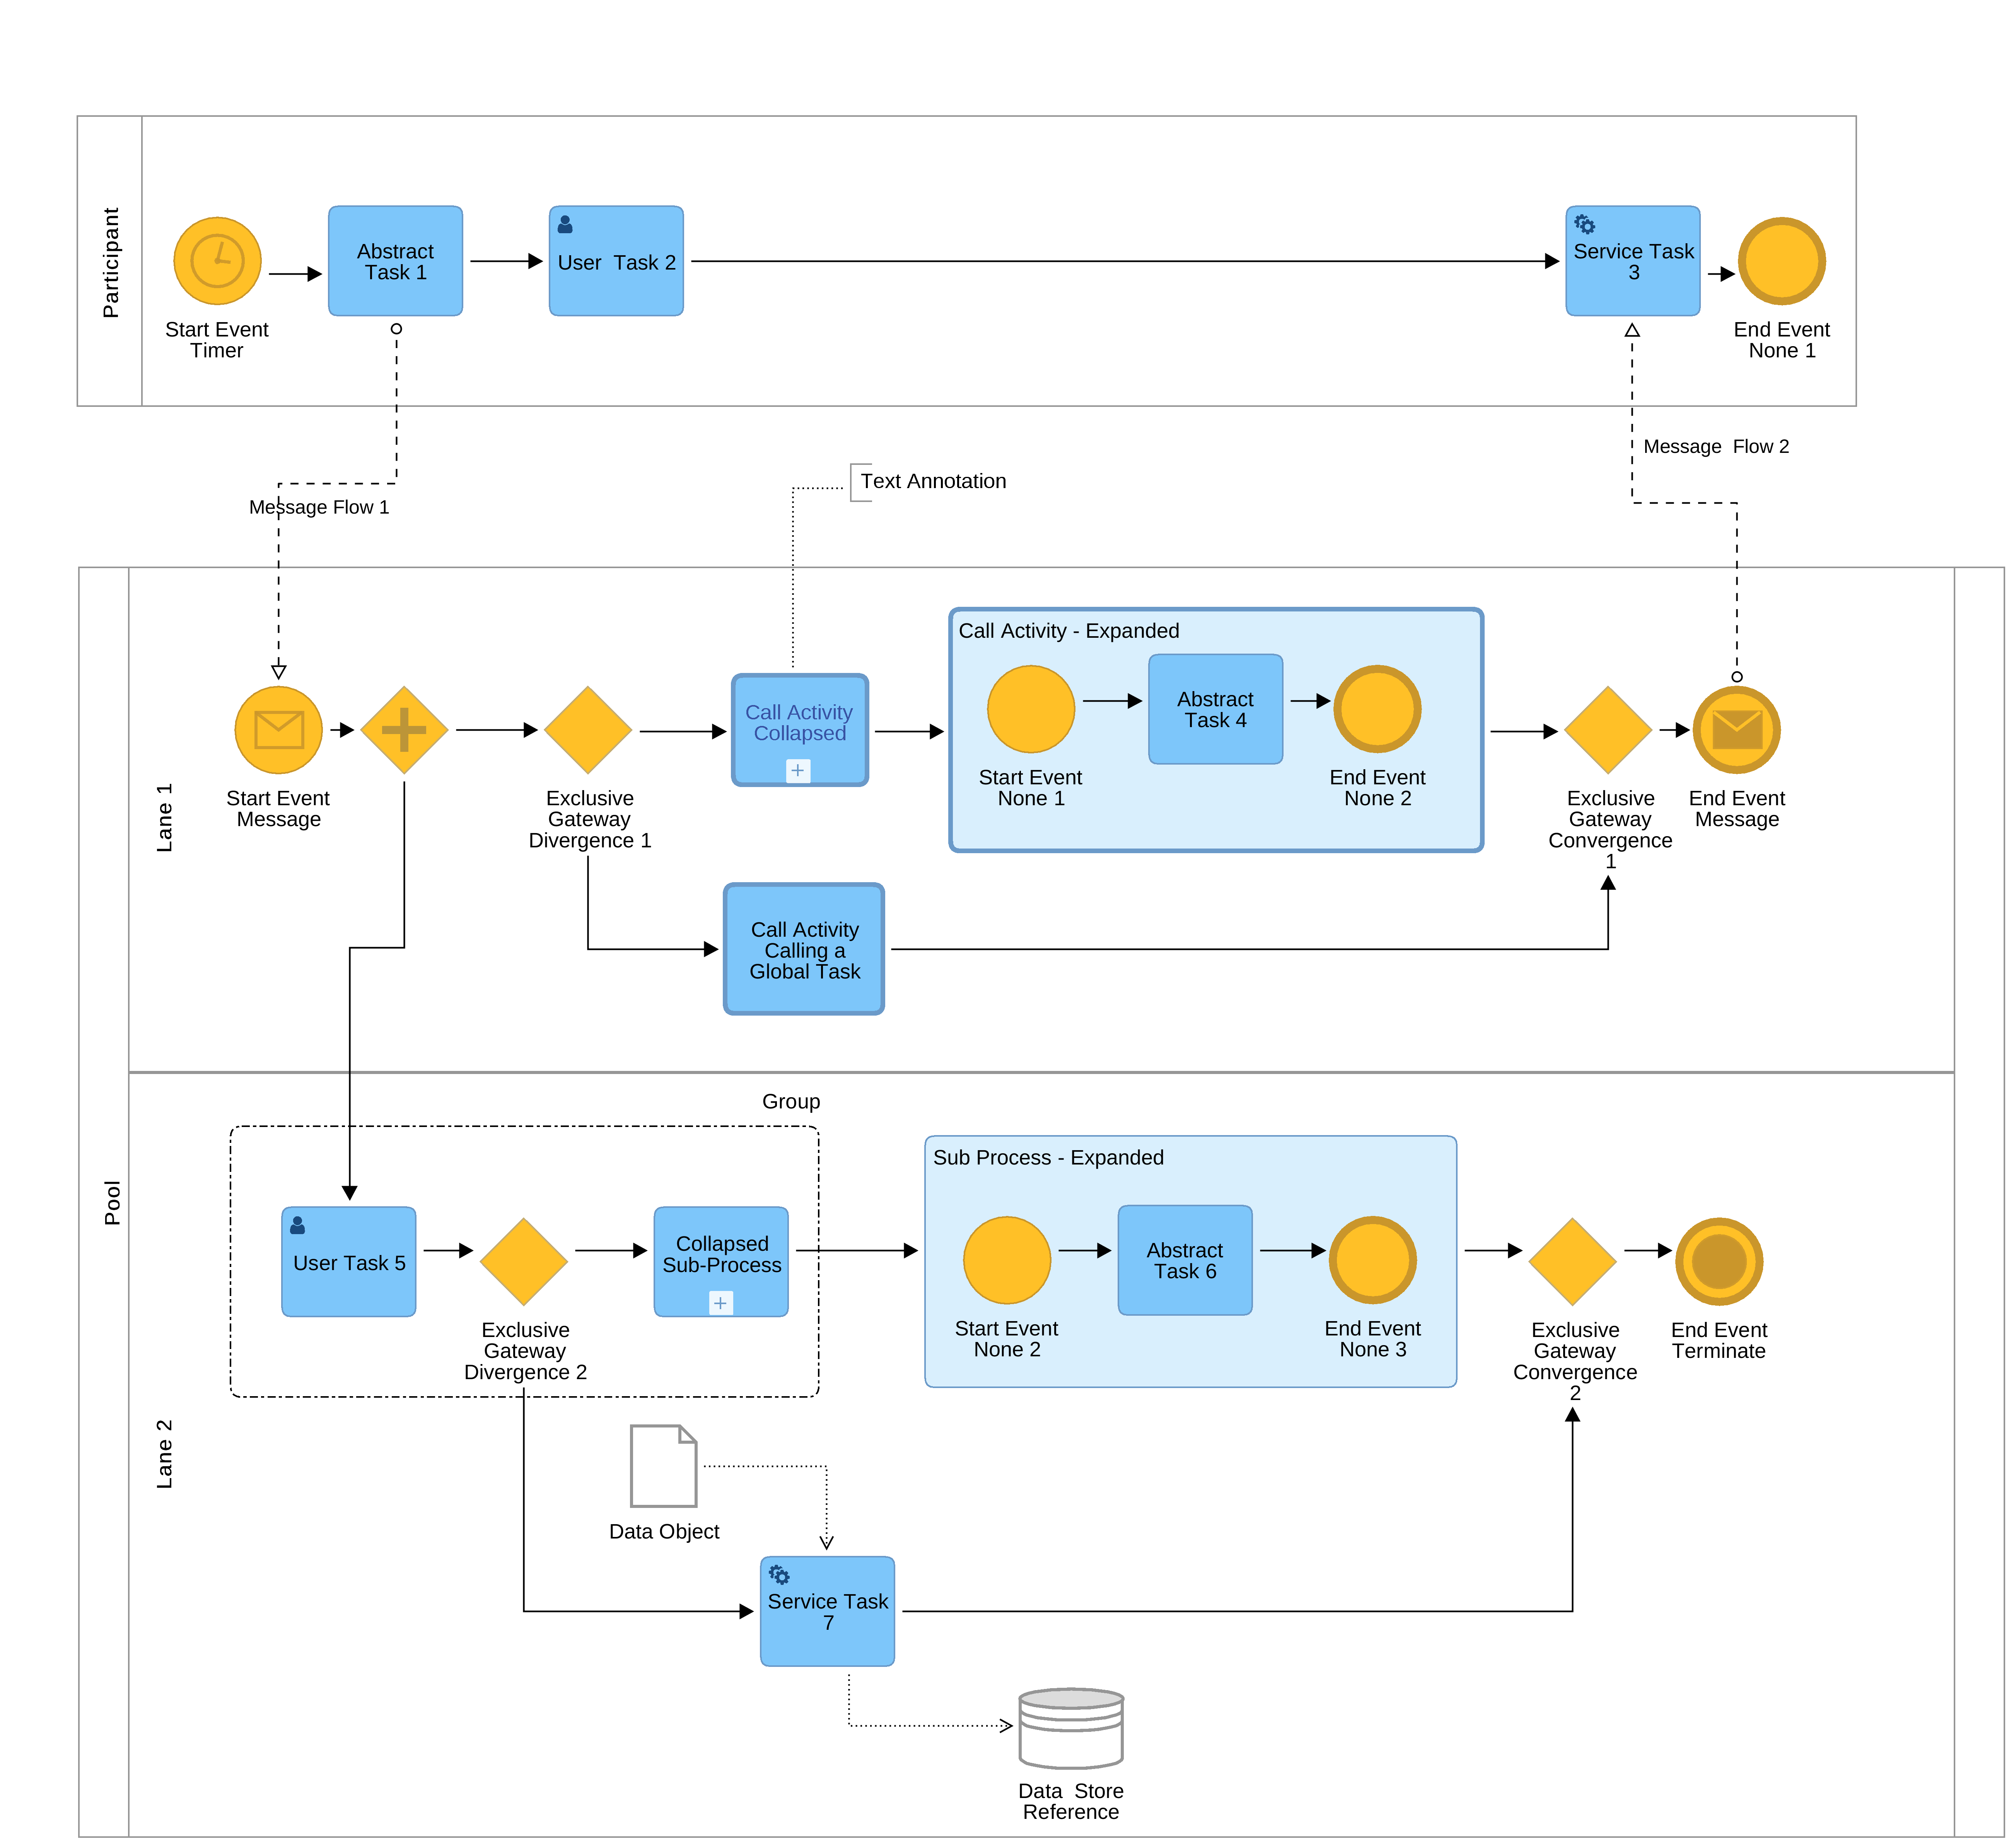 Participant
Start Event
Timer
Abstract
Task 1
User  Task 2
Service Task
3
End Event
None 1
Message Flow 1
Message  Flow 2
Text Annotation
Pool
Lane 1
Start Event
Message
Exclusive
Gateway
Divergence 1
Call Activity
Collapsed
Call Activity - Expanded
Start Event
None 1
Abstract
Task 4
End Event
None 2
Exclusive
Gateway
Convergence
1
End Event
Message
Call Activity
Calling a
Global Task
Lane 2
Group
User Task 5
Exclusive
Gateway
Divergence 2
Collapsed
Sub-Process
Sub Process - Expanded
Start Event
None 2
Abstract
Task 6
End Event
None 3
Exclusive
Gateway
Convergence
2
End Event
Terminate
Data Object
Service Task
7
Data  Store
Reference